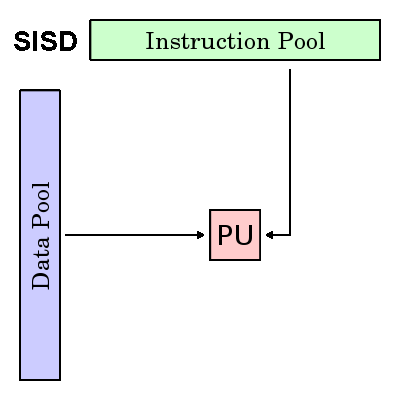 SISD
Instruction Pool
Data Pool
PU